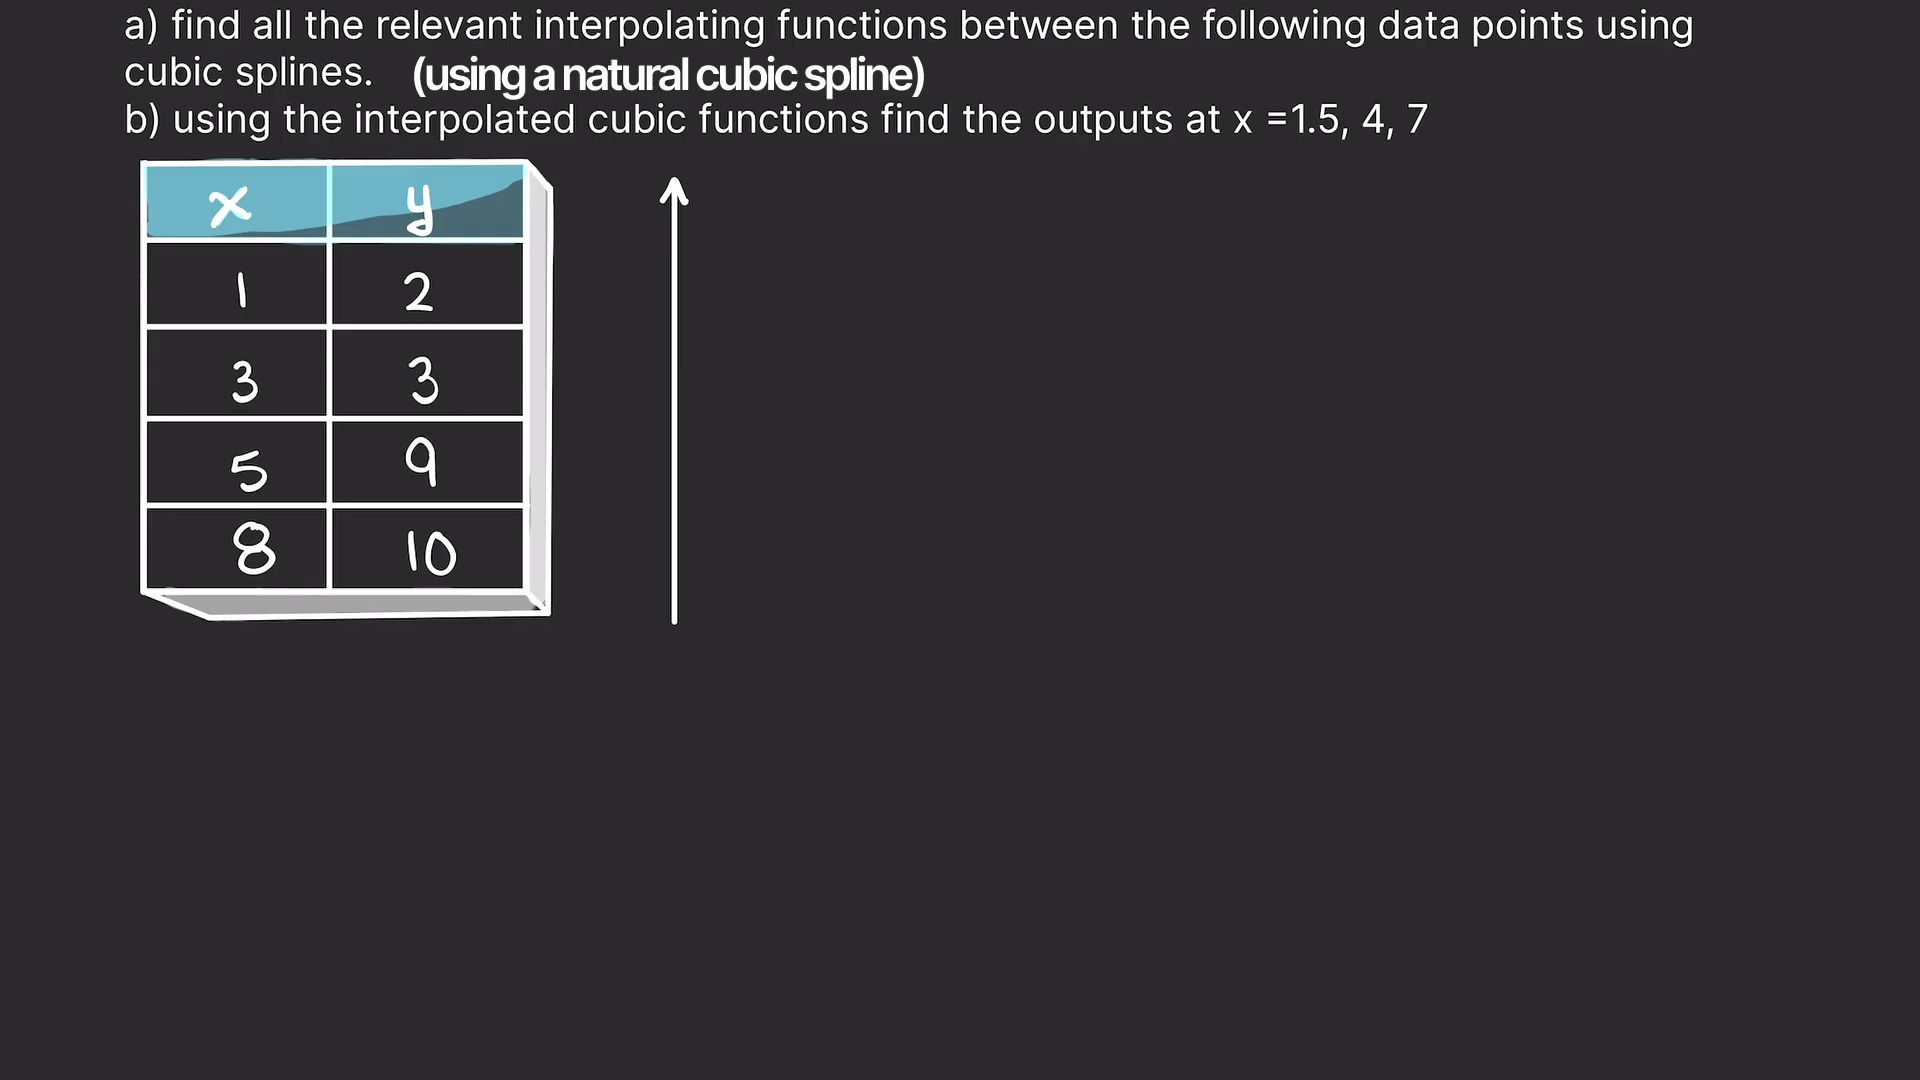 a) find all the relevant interpolating functions between the following data points using
cubic splines. (using a natural cubic spline)
b) using the interpolated cubic functions find the outputs at x =1.5, 4, 7
x y
1 2
3 3
5 9
8 10